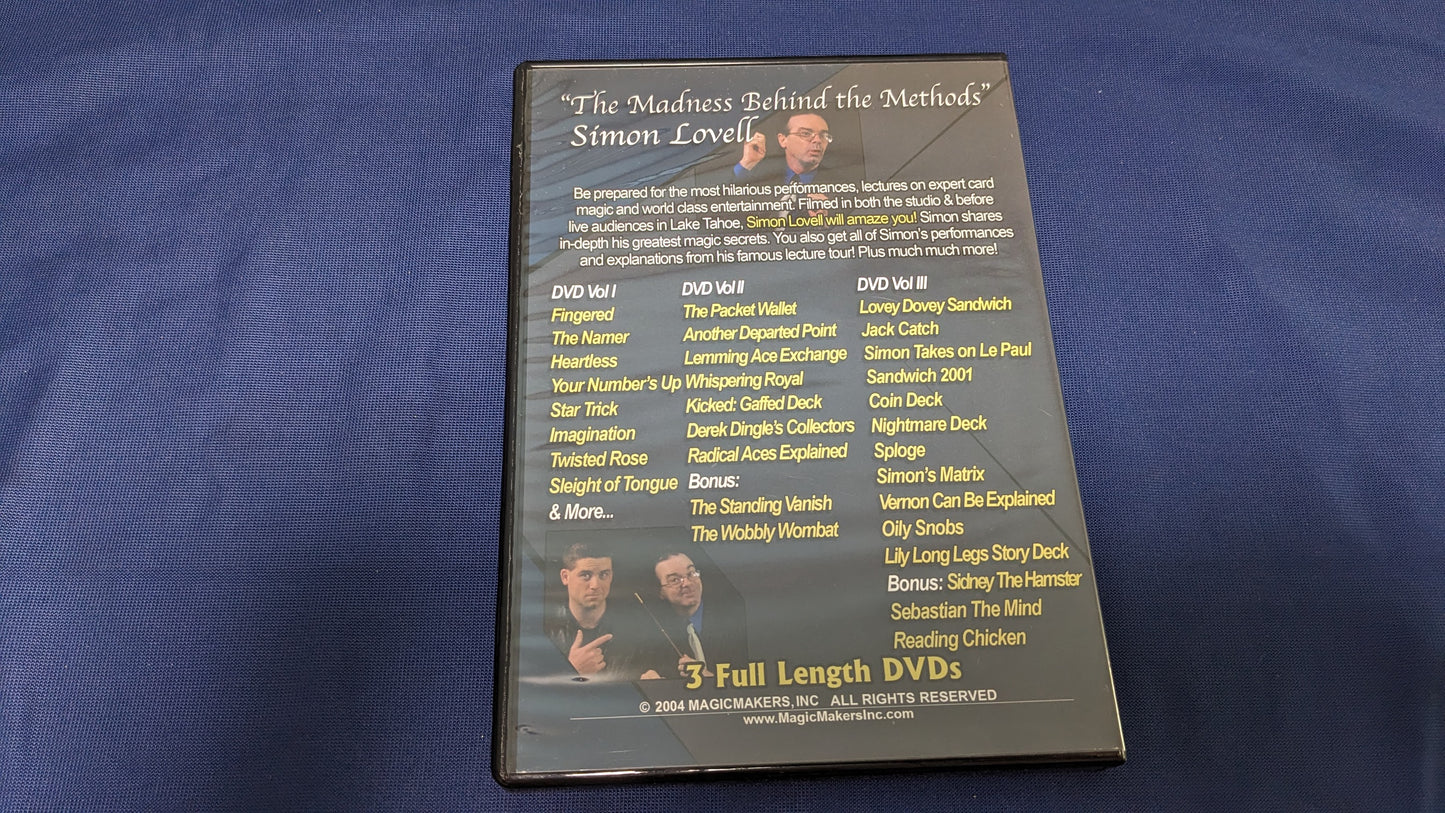 "The Madness Behind the Methods"
Simon Lovell
Be prepared for the most hilarious performances, lectures on expert card
magic and world class entertainment. Filmed in both the studio & before
live audiences in Lake Tahoe, Simon Lovell will amaze you! Simon shares
in-depth his greatest magic secrets. You also get all of Simon's performances
and explanations from his famous lecture tour! Plus much much more!
DVD Vol I
Fingered
The Namer
Heartless
Your Number's Up
Star Trick
Imagination
Twisted Rose
Sleight of Tongue
& More...
DVD Vol II
The Packet Wallet
Another Departed Point
Lemming Ace Exchange
Whispering Royal
Kicked: Gaffed Deck
Derek Dingle's Collectors
Radical Aces Explained
Bonus:
The Standing Vanish
The Wobbly Wombat
DVD Vol III
Lovey Dovey Sandwich
Jack Catch
Simon Takes on Le Paul
Sandwich 2001
Coin Deck
Nightmare Deck
Sploge
Simon's Matrix
Vernon Can Be Explained
Oily Snobs
Lily Long Legs Story Deck
Bonus: Sidney The Hamster
Sebastian The Mind
Reading Chicken
3 Full Length DVDs
© 2004 MAGICMAKERS, INC ALL RIGHTS RESERVED
www.MagicMakersInc.com